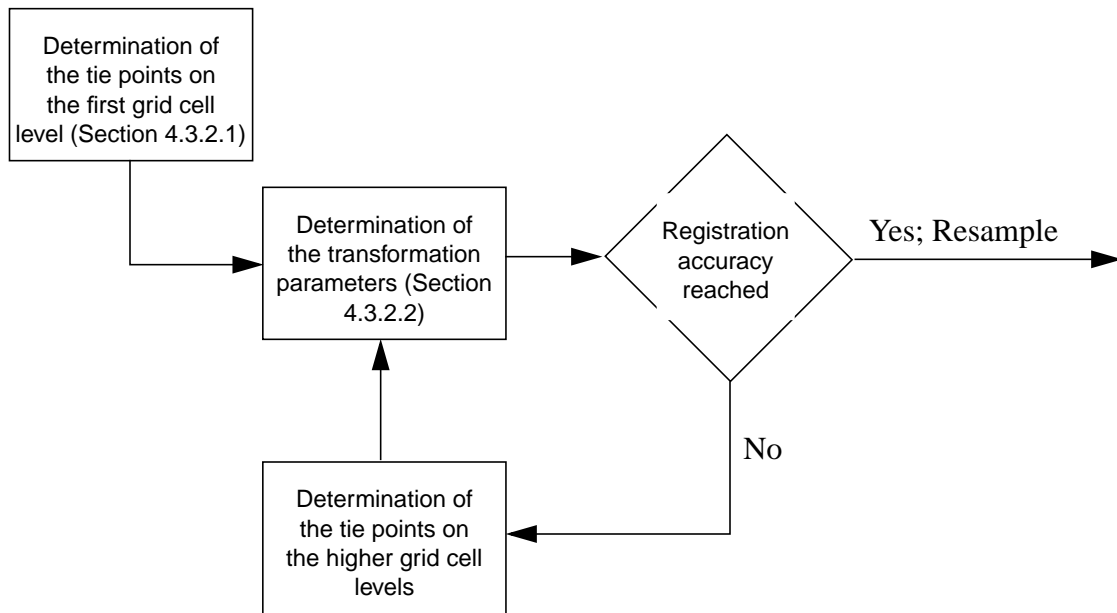 Determination of
the tie points on
the first grid cell
level (Section 4.3.2.1)
Determination of
the transformation
parameters (Section
4.3.2.2)
Registration
accuracy
reached
Yes; Resample
No
Determination of
the tie points on
the higher grid cell
levels